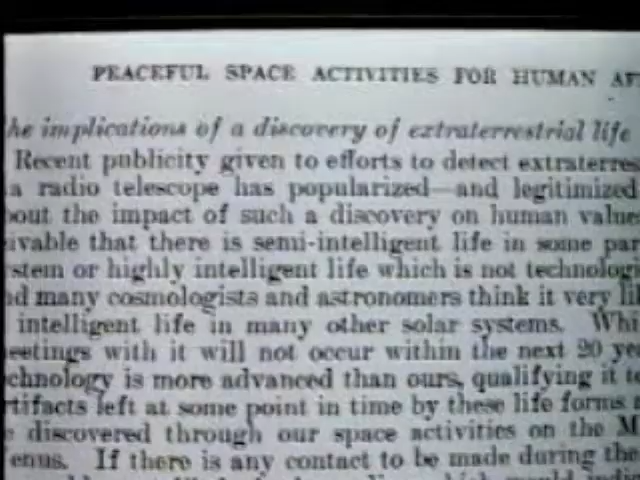 PEACEFUL SPACE ACTIVITIES FOR HUMAN AF
he implications of a discovery of extraterrestrial life
Recent publicity given to efforts to detect extraterres
a radio telescope has popularized—and legitimized
bout the impact of such a discovery on human value
ivable that there is semi-intelligent life in some par
stem or highly intelligent life which is not technologi
nd many cosmologists and astronomers think it very li
intelligent life in many other solar systems. Whi
eetings with it will not occur within the next 20 ye
chnology is more advanced than ours, qualifying it t
rtifacts left at some point in time by these life forms
discovered through our space activities on the M
enus. If there is any contact to be made during the